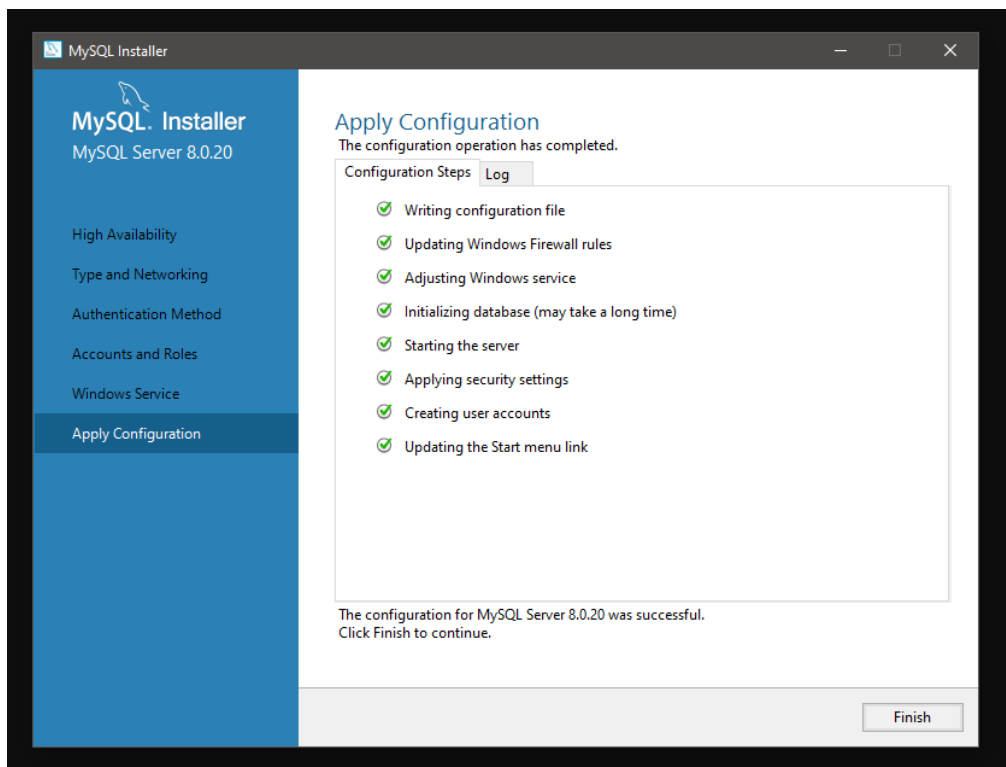 MySQL Installer
MySQL. Installer
MySQL Server 8.0.20
High Availability
Type and Networking
Authentication Method
Accounts and Roles
Windows Service
Apply Configuration
Apply Configuration
The configuration operation has completed.
Configuration Steps Log
Writing configuration file
Updating Windows Firewall rules
Adjusting Windows service
Initializing database (may take a long time)
Starting the server
Applying security settings
Creating user accounts
Updating the Start menu link
The configuration for MySQL Server 8.0.20 was successful.
Click Finish to continue.
Finish